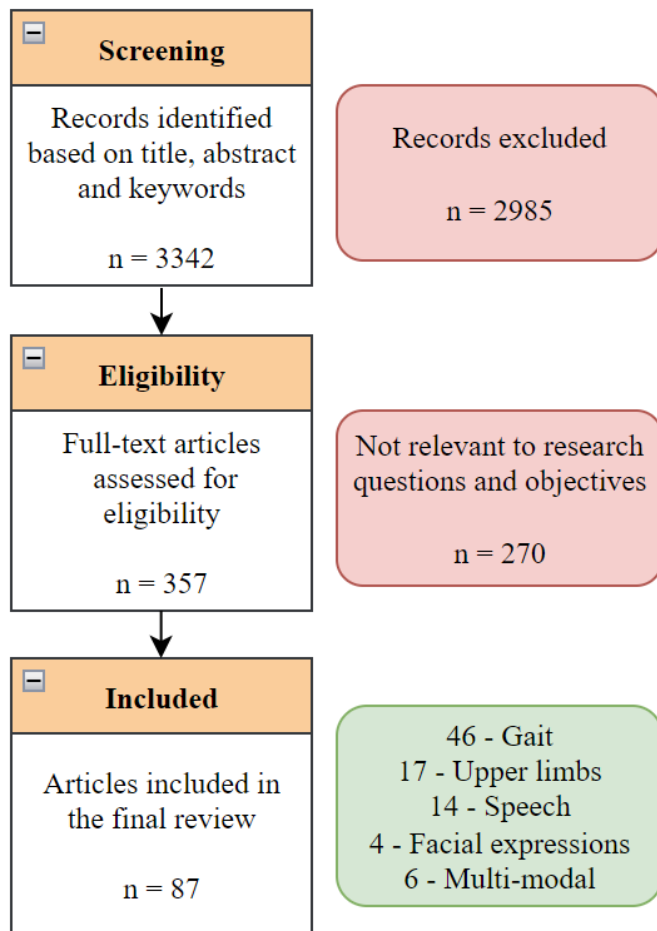 Screening
Records identified
based on title, abstract
and keywords
n = 3342
Records excluded
n = 2985
Eligibility
Full-text articles
assessed for
eligibility
n = 357
Not relevant to research
questions and objectives
n = 270
Included
Articles included in
the final review
n = 87
46 - Gait
17 - Upper limbs
14 - Speech
4 - Facial expressions
6 - Multi-modal